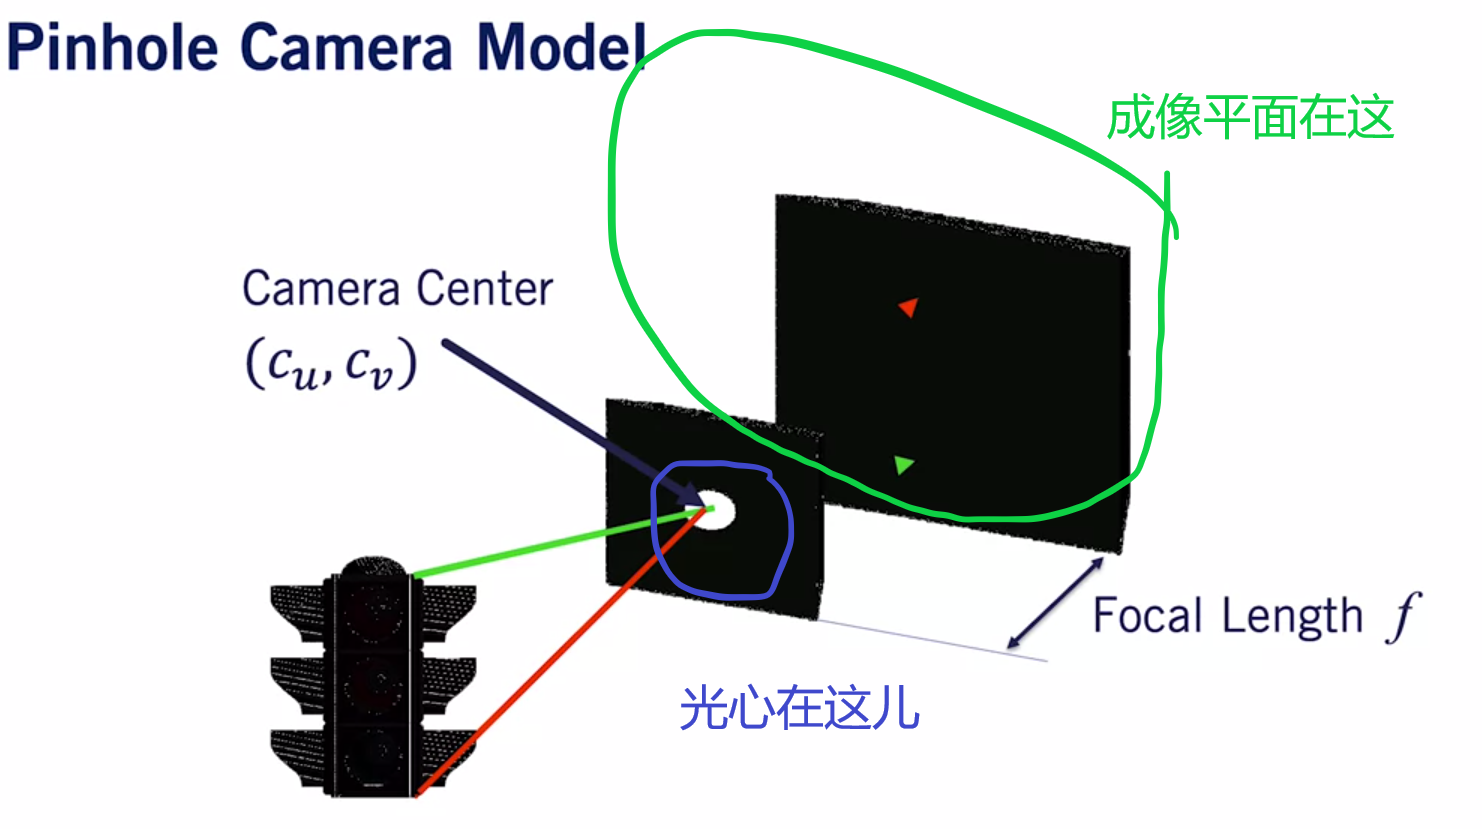 Pinhole Camera Model
成像平面在这
Camera Center
(c_u, c_v)
Focal Length f
光心在这儿